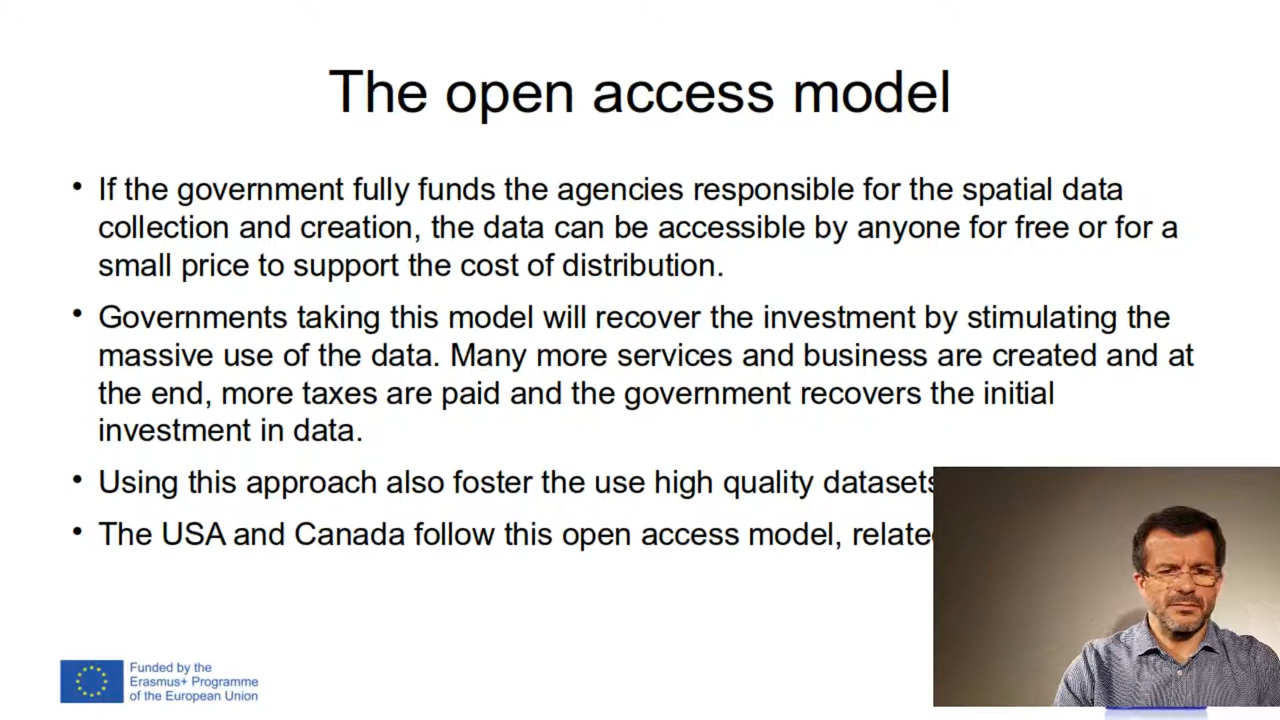 The open access model
• If the government fully funds the agencies responsible for the spatial data
collection and creation, the data can be accessible by anyone for free or for a
small price to support the cost of distribution.
• Governments taking this model will recover the investment by stimulating the
massive use of the data. Many more services and business are created and at
the end, more taxes are paid and the government recovers the initial
investment in data.
• Using this approach also foster the use high quality datasets
• The USA and Canada follow this open access model,
Funded by the
Erasmus+ Programme
of the European Union